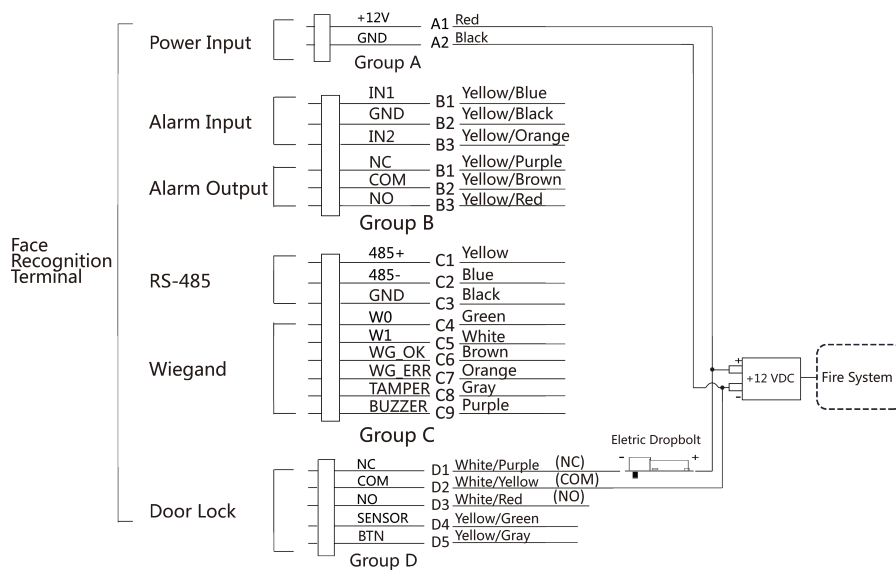 +12V A1 Red
Power Input GND A2 Black
Group A
IN1 B1 Yellow/Blue
Alarm Input GND B2 Yellow/Black
IN2 B3 Yellow/Orange
NC B1 Yellow/Purple
Alarm Output COM B2 Yellow/Brown
NO B3 Yellow/Red
Group B
Face
Recognition
Terminal
485+ C1 Yellow
RS-485 485- C2 Blue
GND C3 Black
W0 C4 Green
W1 C5 White
Wiegand WG_OK C6 Brown
WG_ERR C7 Orange
TAMPER C8 Gray
BUZZER C9 Purple
Group C
+
+12 VDC Fire System
-
Eletric Dropbolt
- +
NC D1 White/Purple (NC)
COM D2 White/Yellow (COM)
Door Lock NO D3 White/Red (NO)
SENSOR D4 Yellow/Green
BTN D5 Yellow/Gray
Group D